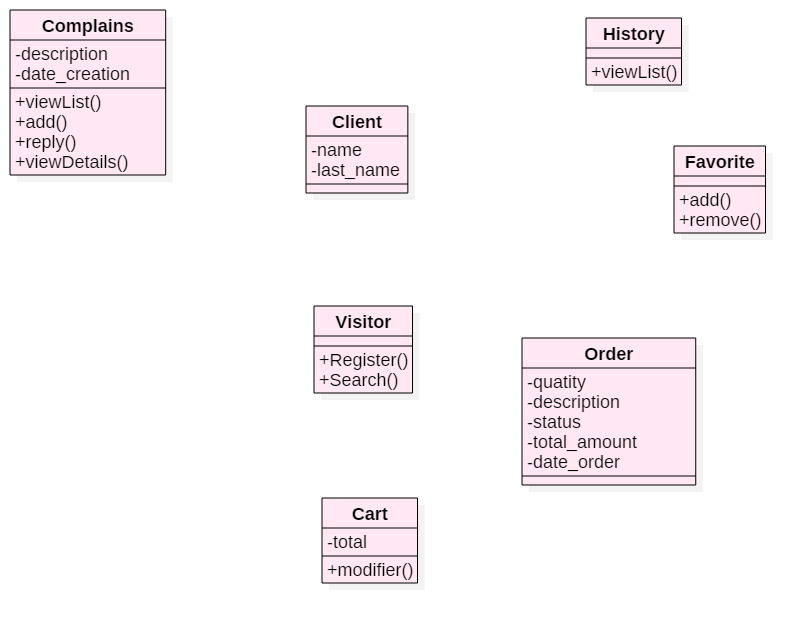 Complains
-description
-date_creation
+viewList()
+add()
+reply()
+viewDetails()
Client
-name
-last_name
History
+viewList()
Favorite
+add()
+remove()
Visitor
+Register()
+Search()
Order
-quatity
-description
-status
-total_amount
-date_order
Cart
-total
+modifier()